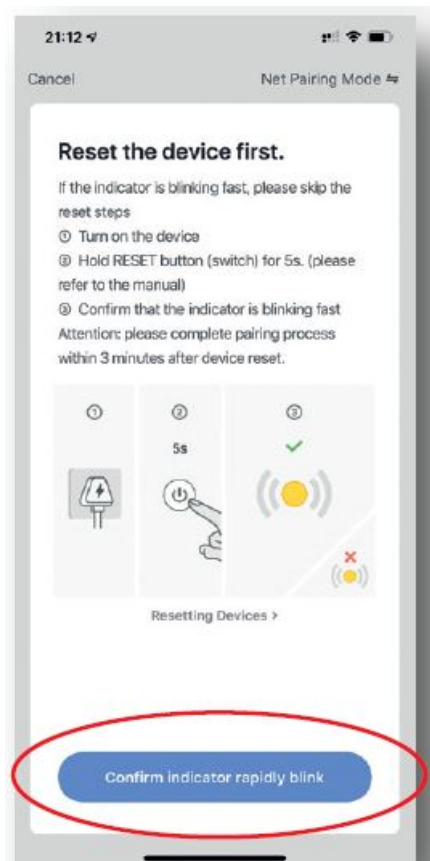 21:12
Cancel Net Pairing Mode ⇋
Reset the device first.
If the indicator is blinking fast, please skip the
reset steps
① Turn on the device
② Hold RESET button (switch) for 5s. (please
refer to the manual)
③ Confirm that the indicator is blinking fast
Attention: please complete pairing process
within 3 minutes after device reset.
① ② ③
5s
Resetting Devices >
Confirm indicator rapidly blink